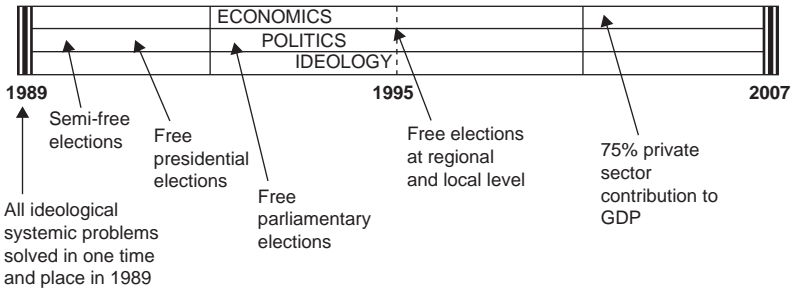 ECONOMICS
POLITICS
IDEOLOGY
1989
1995
2007
Semi-free
elections
Free
presidential
elections
Free
parliamentary
elections
Free elections
at regional
and local level
75% private
sector
contribution to
GDP
All ideological
systemic problems
solved in one time
and place in 1989